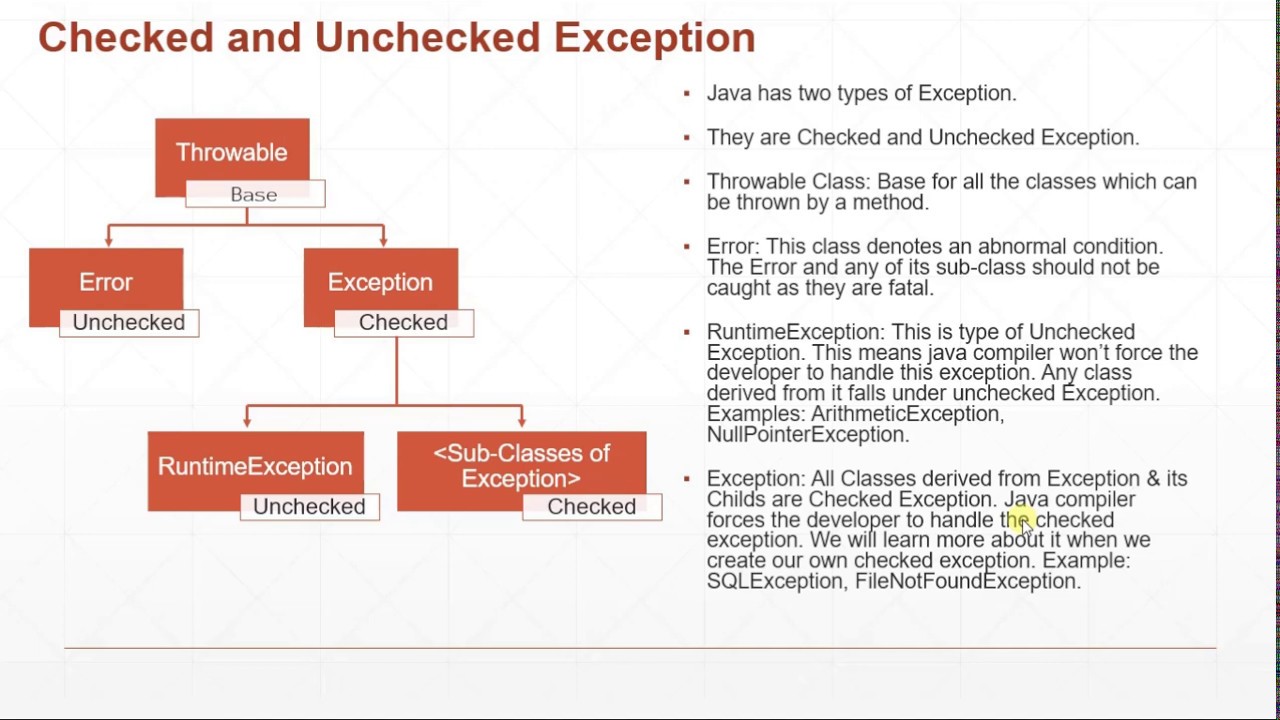 Checked and Unchecked Exception
Throwable
Base
Error
Unchecked
Exception
Checked
RuntimeException
Unchecked
<Sub-Classes of
Exception>
Checked
▪ Java has two types of Exception.
▪ They are Checked and Unchecked Exception.
▪ Throwable Class: Base for all the classes which can
be thrown by a method.
▪ Error: This class denotes an abnormal condition.
The Error and any of its sub-class should not be
caught as they are fatal.
▪ RuntimeException: This is type of Unchecked
Exception. This means java compiler won’t force the
developer to handle this exception. Any class
derived from it falls under unchecked Exception.
Examples: ArithmeticException,
NullPointerException.
▪ Exception: All Classes derived from Exception & its
Childs are Checked Exception. Java compiler
forces the developer to handle the checked
exception. We will learn more about it when we
create our own checked exception. Example:
SQLException, FileNotFoundException.